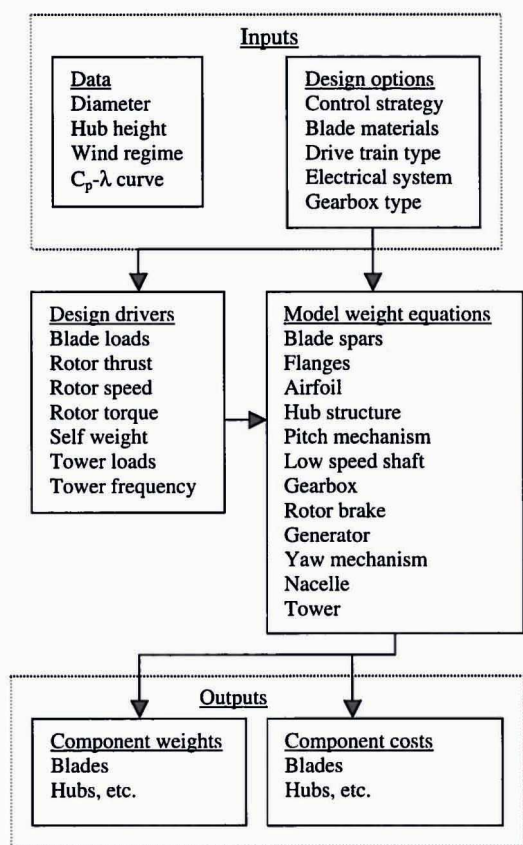 Inputs
Data
Diameter
Hub height
Wind regime
Cp-λ curve
Design options
Control strategy
Blade materials
Drive train type
Electrical system
Gearbox type
Design drivers
Blade loads
Rotor thrust
Rotor speed
Rotor torque
Self weight
Tower loads
Tower frequency
Model weight equations
Blade spars
Flanges
Airfoil
Hub structure
Pitch mechanism
Low speed shaft
Gearbox
Rotor brake
Generator
Yaw mechanism
Nacelle
Tower
Outputs
Component weights
Blades
Hubs, etc.
Component costs
Blades
Hubs, etc.